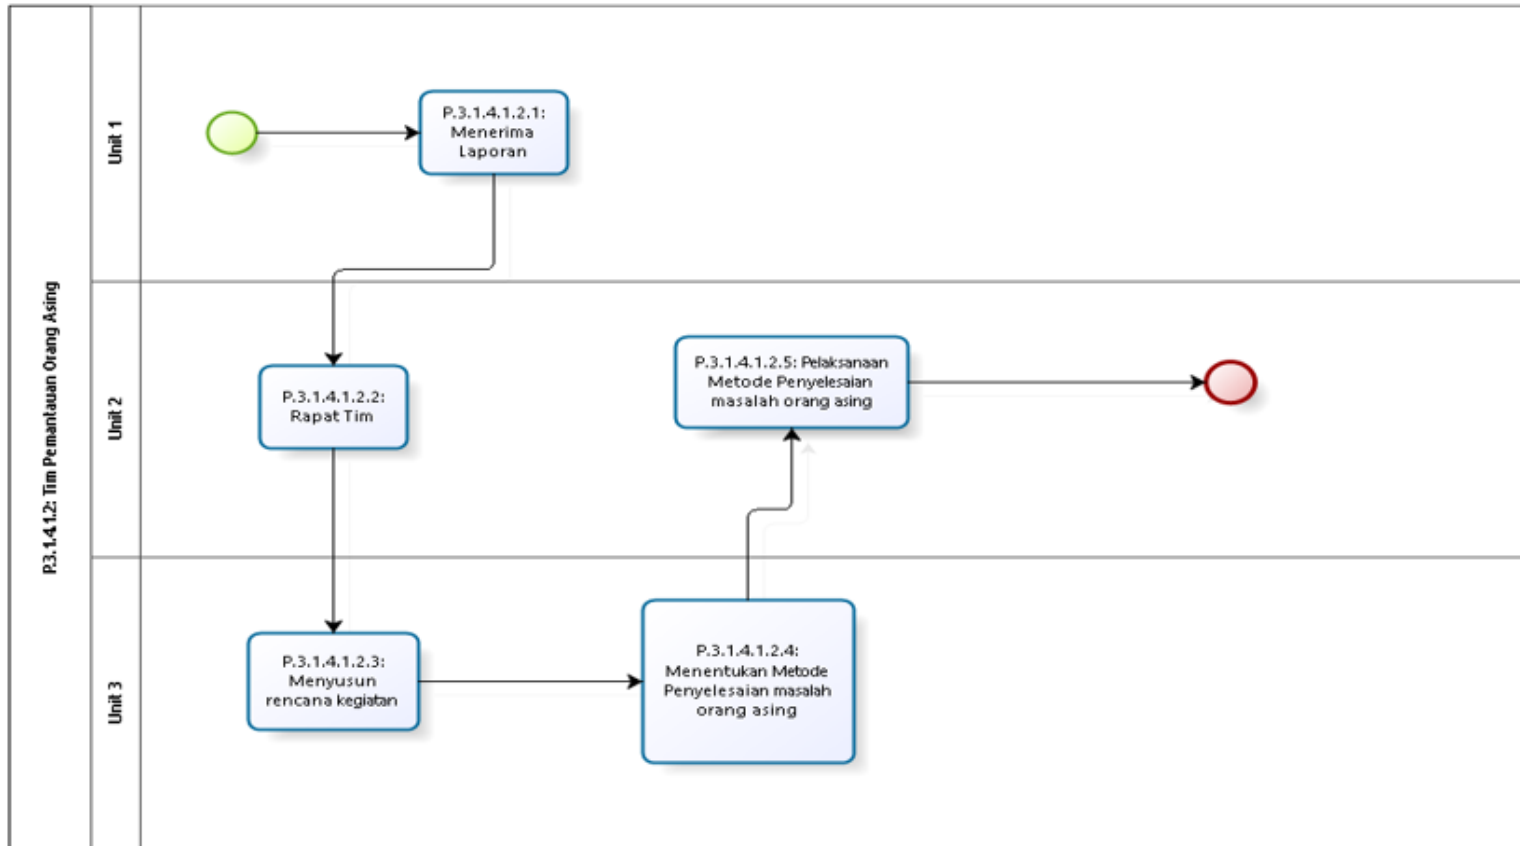 P.3.1.4.1.2: Tim Pemantauan Orang Asing
Unit 1
P.3.1.4.1.2.1:
Menerima
Laporan
Unit 2
P.3.1.4.1.2.2:
Rapat Tim
P.3.1.4.1.2.5: Pelaksanaan
Metode Penyelesaian
masalah orang asing
Unit 3
P.3.1.4.1.2.3:
Menyusun
rencana kegiatan
P.3.1.4.1.2.4:
Menentukan Metode
Penyelesaian masalah
orang asing